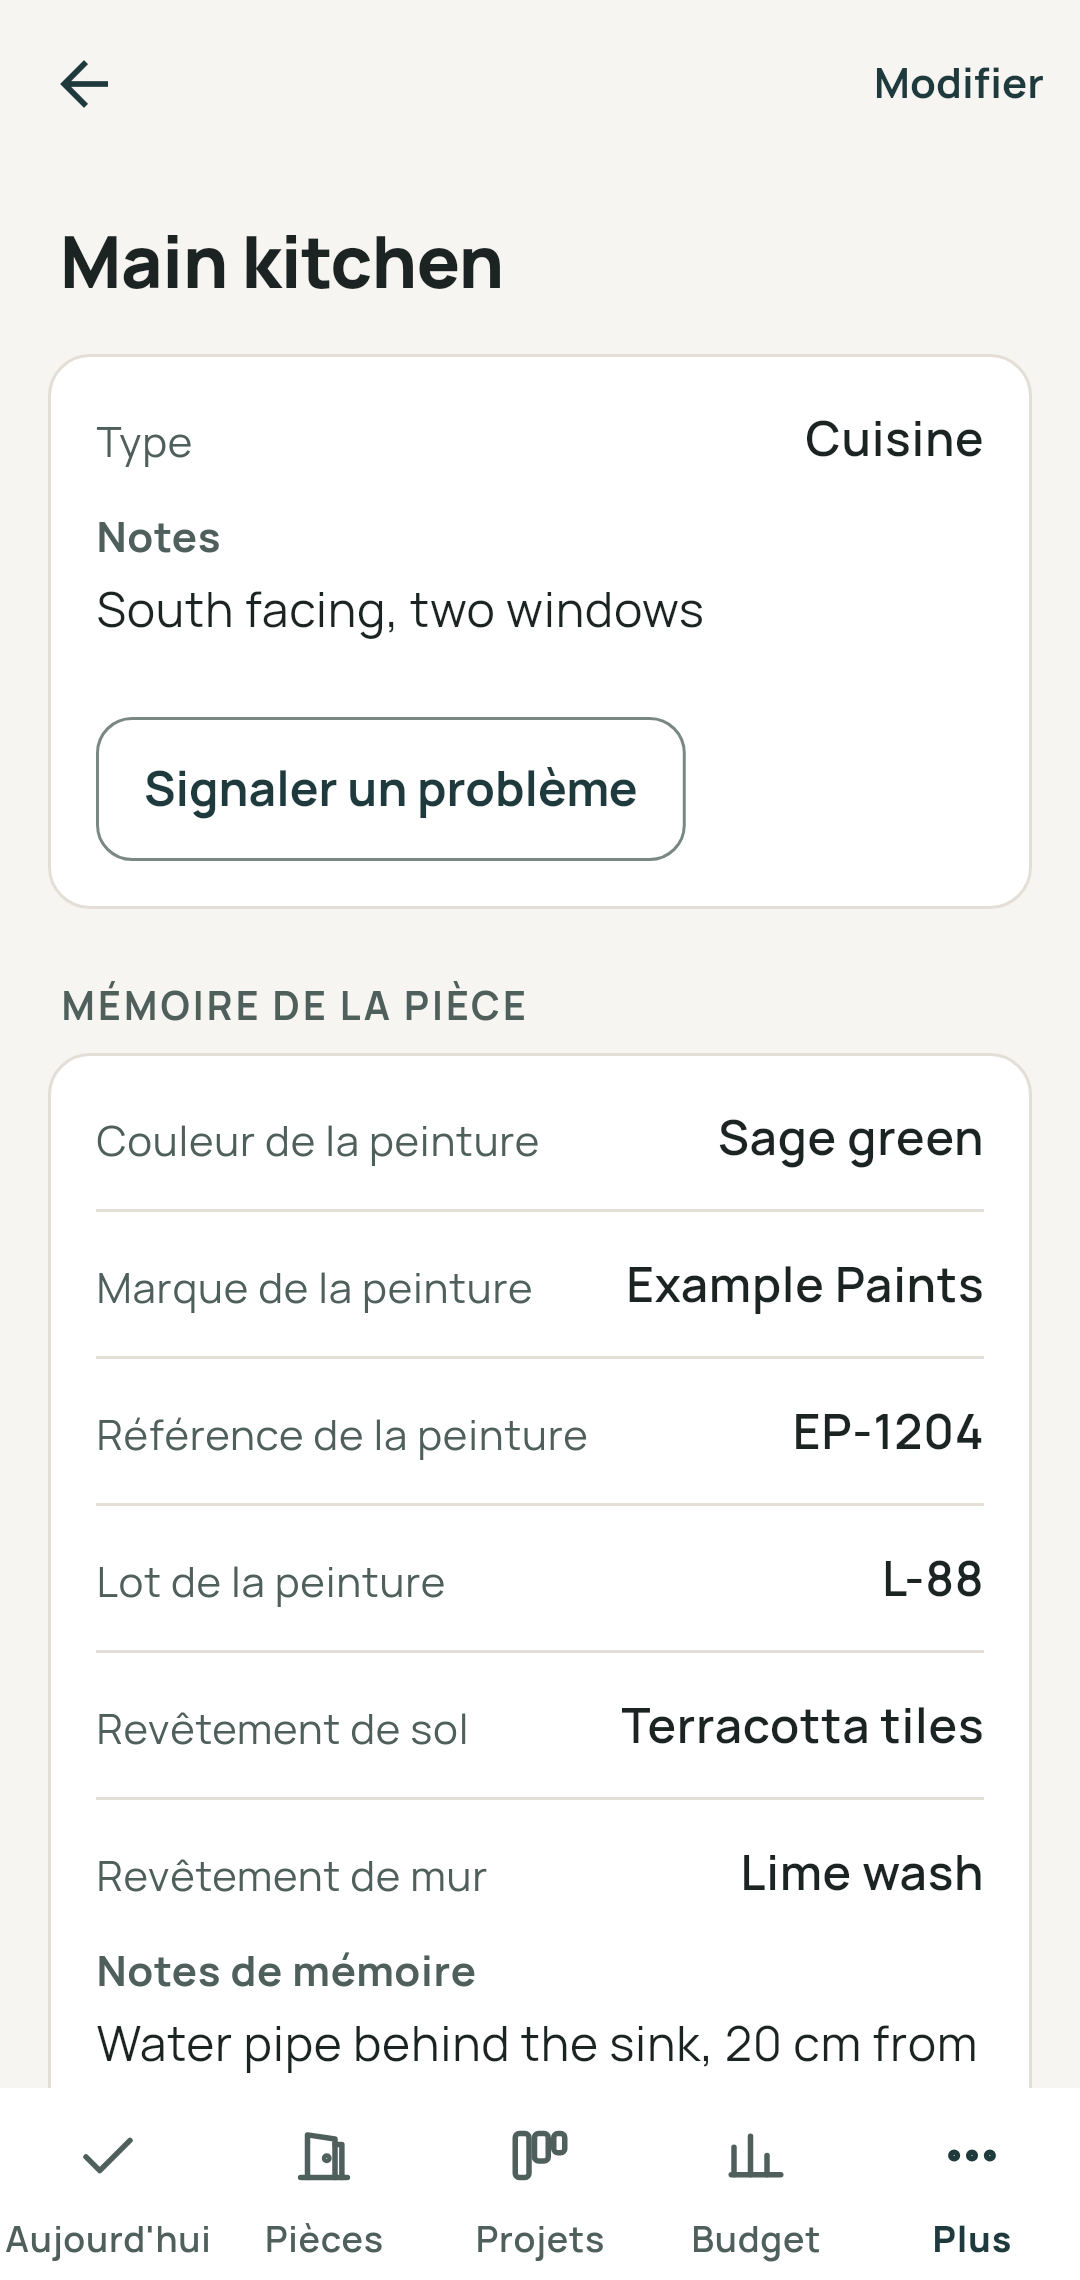 Modifier
Main kitchen
Type Cuisine
Notes
South facing, two windows
Signaler un problème
MÉMOIRE DE LA PIÈCE
Couleur de la peinture Sage green
Marque de la peinture Example Paints
Référence de la peinture EP-1204
Lot de la peinture L-88
Revêtement de sol Terracotta tiles
Revêtement de mur Lime wash
Notes de mémoire
Water pipe behind the sink, 20 cm from
Aujourd'hui Pièces Projets Budget Plus